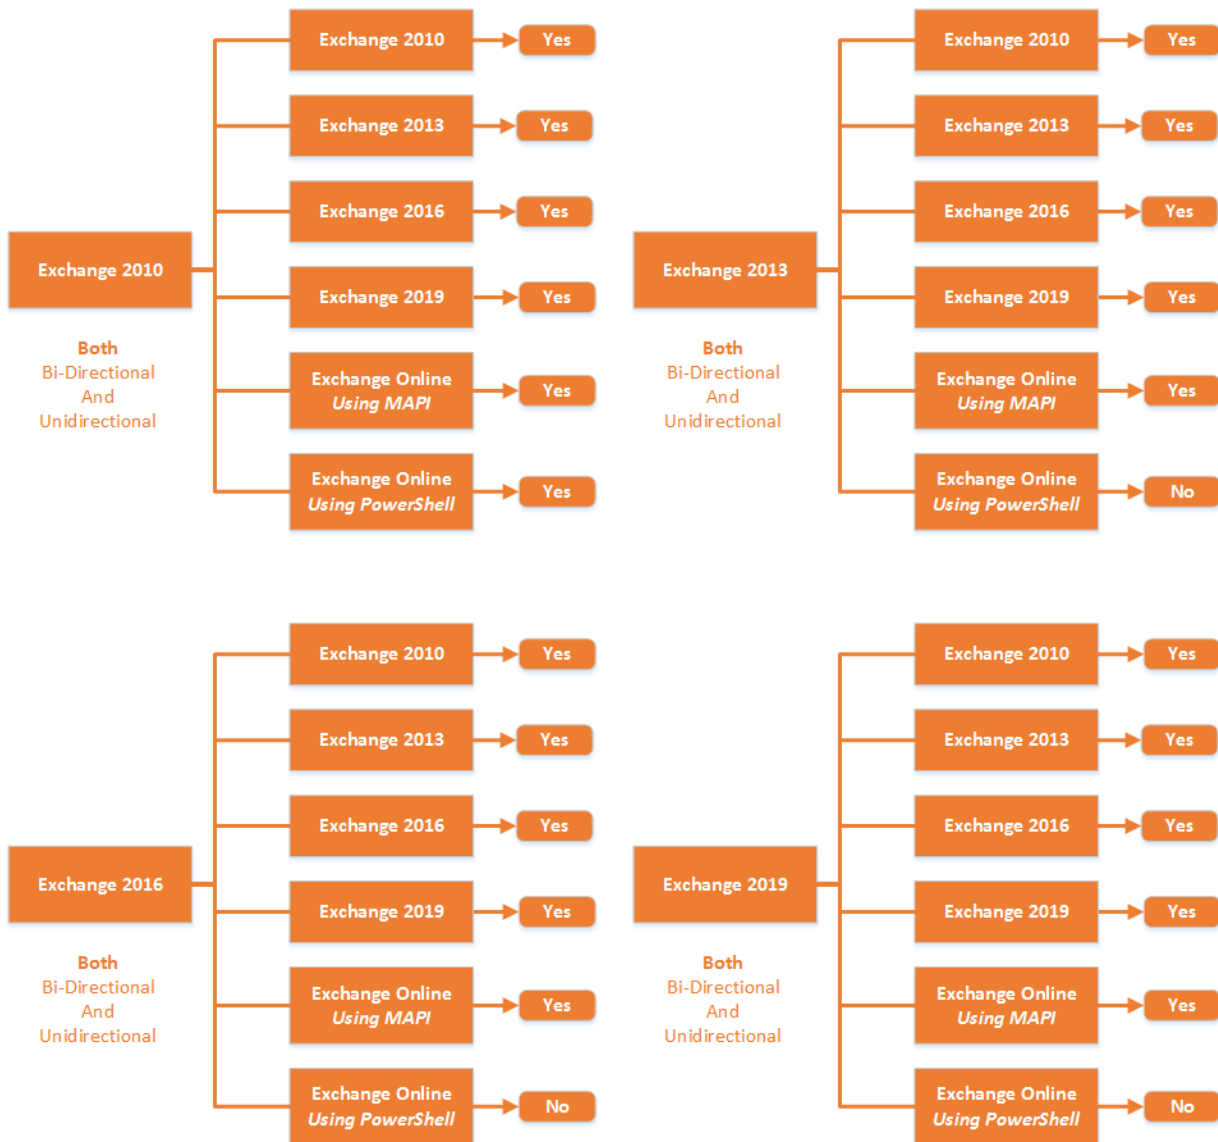 Exchange 2010
Both
Bi-Directional
And
Unidirectional
Exchange 2010
Yes
Exchange 2013
Yes
Exchange 2016
Yes
Exchange 2019
Yes
Exchange Online
Using MAPI
Yes
Exchange Online
Using PowerShell
Yes
Exchange 2013
Both
Bi-Directional
And
Unidirectional
Exchange 2010
Yes
Exchange 2013
Yes
Exchange 2016
Yes
Exchange 2019
Yes
Exchange Online
Using MAPI
Yes
Exchange Online
Using PowerShell
No
Exchange 2016
Both
Bi-Directional
And
Unidirectional
Exchange 2010
Yes
Exchange 2013
Yes
Exchange 2016
Yes
Exchange 2019
Yes
Exchange Online
Using MAPI
Yes
Exchange Online
Using PowerShell
No
Exchange 2019
Both
Bi-Directional
And
Unidirectional
Exchange 2010
Yes
Exchange 2013
Yes
Exchange 2016
Yes
Exchange 2019
Yes
Exchange Online
Using MAPI
Yes
Exchange Online
Using PowerShell
No